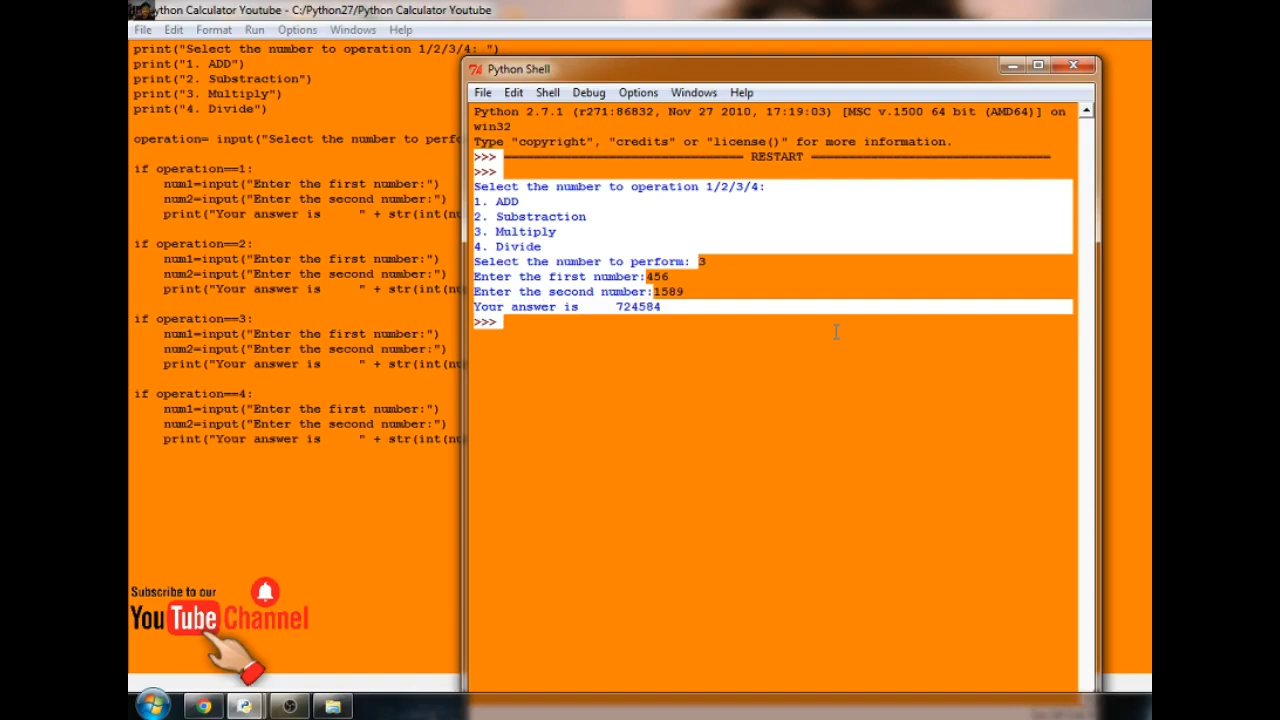 ython Calculator Youtube - C:/Python27/Python Calculator Youtube
File Edit Format Run Options Windows Help
print("Select the number to operation 1/2/3/4: ")
print("1. ADD")
print("2. Substraction")
print("3. Multiply")
print("4. Divide")
operation= input("Select the number to perfo
if operation==1:
num1=input("Enter the first number:")
num2=input("Enter the second number:")
print("Your answer is     " + str(int(nu
if operation==2:
num1=input("Enter the first number:")
num2=input("Enter the second number:")
print("Your answer is     " + str(int(nu
if operation==3:
num1=input("Enter the first number:")
num2=input("Enter the second number:")
print("Your answer is     " + str(int(nu
if operation==4:
num1=input("Enter the first number:")
num2=input("Enter the second number:")
print("Your answer is     " + str(int(nu
Python Shell
File Edit Shell Debug Options Windows Help
Python 2.7.1 (r271:86832, Nov 27 2010, 17:19:03) [MSC v.1500 64 bit (AMD64)] on
win32
Type "copyright", "credits" or "license()" for more information.
>>> ================================ RESTART ================================
>>>
Select the number to operation 1/2/3/4:
1. ADD
2. Substraction
3. Multiply
4. Divide
Select the number to perform: 3
Enter the first number:456
Enter the second number:1589
Your answer is     724584
>>>
Subscribe to our
YouTube Channel